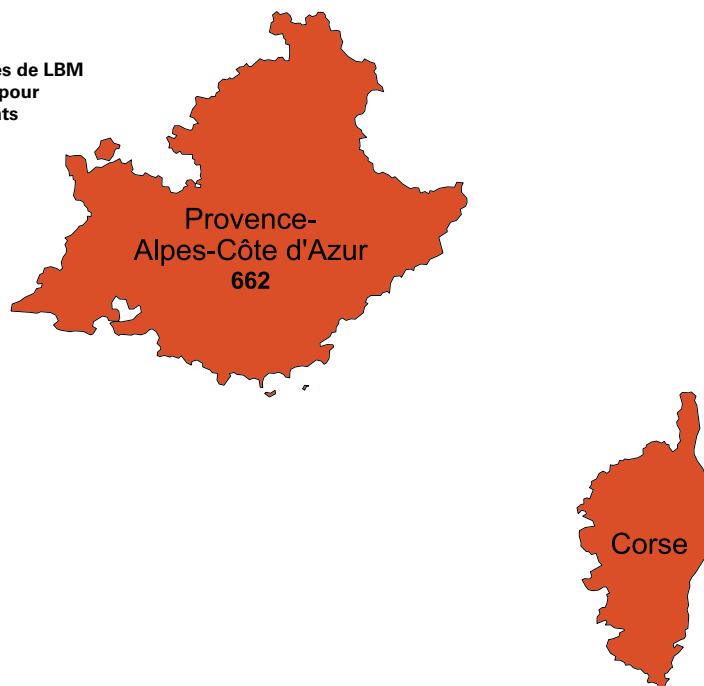 es de LBM
pour
nts
Provence-
Alpes-Côte d'Azur
662
Corse